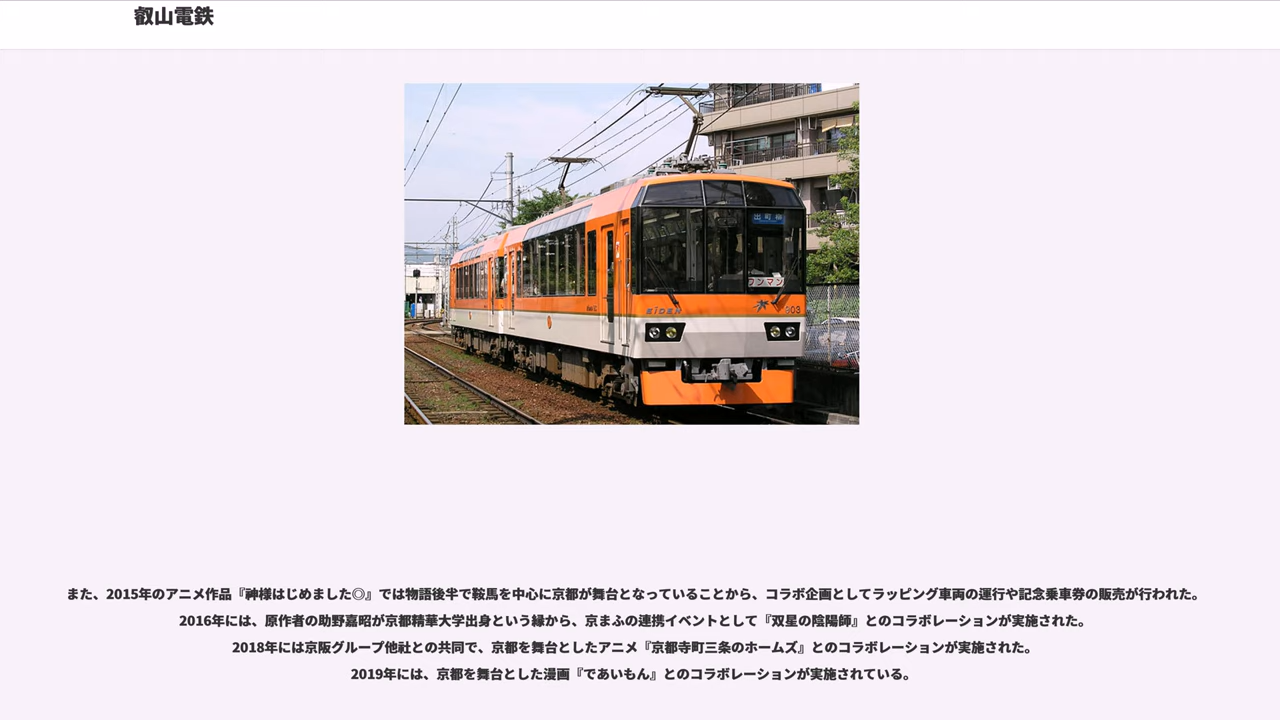 叡山電鉄
出町柳
ワンマン
EIDEN
903
また、2015年のアニメ作品『神様はじめました◎』では物語後半で鞍馬を中心に京都が舞台となっていることから、コラボ企画としてラッピング車両の運行や記念乗車券の販売が行われた。
2016年には、原作者の助野嘉昭が京都精華大学出身という縁から、京まふの連携イベントとして『双星の陰陽師』とのコラボレーションが実施された。
2018年には京阪グループ他社との共同で、京都を舞台としたアニメ『京都寺町三条のホームズ』とのコラボレーションが実施された。
2019年には、京都を舞台とした漫画『であいもん』とのコラボレーションが実施されている。